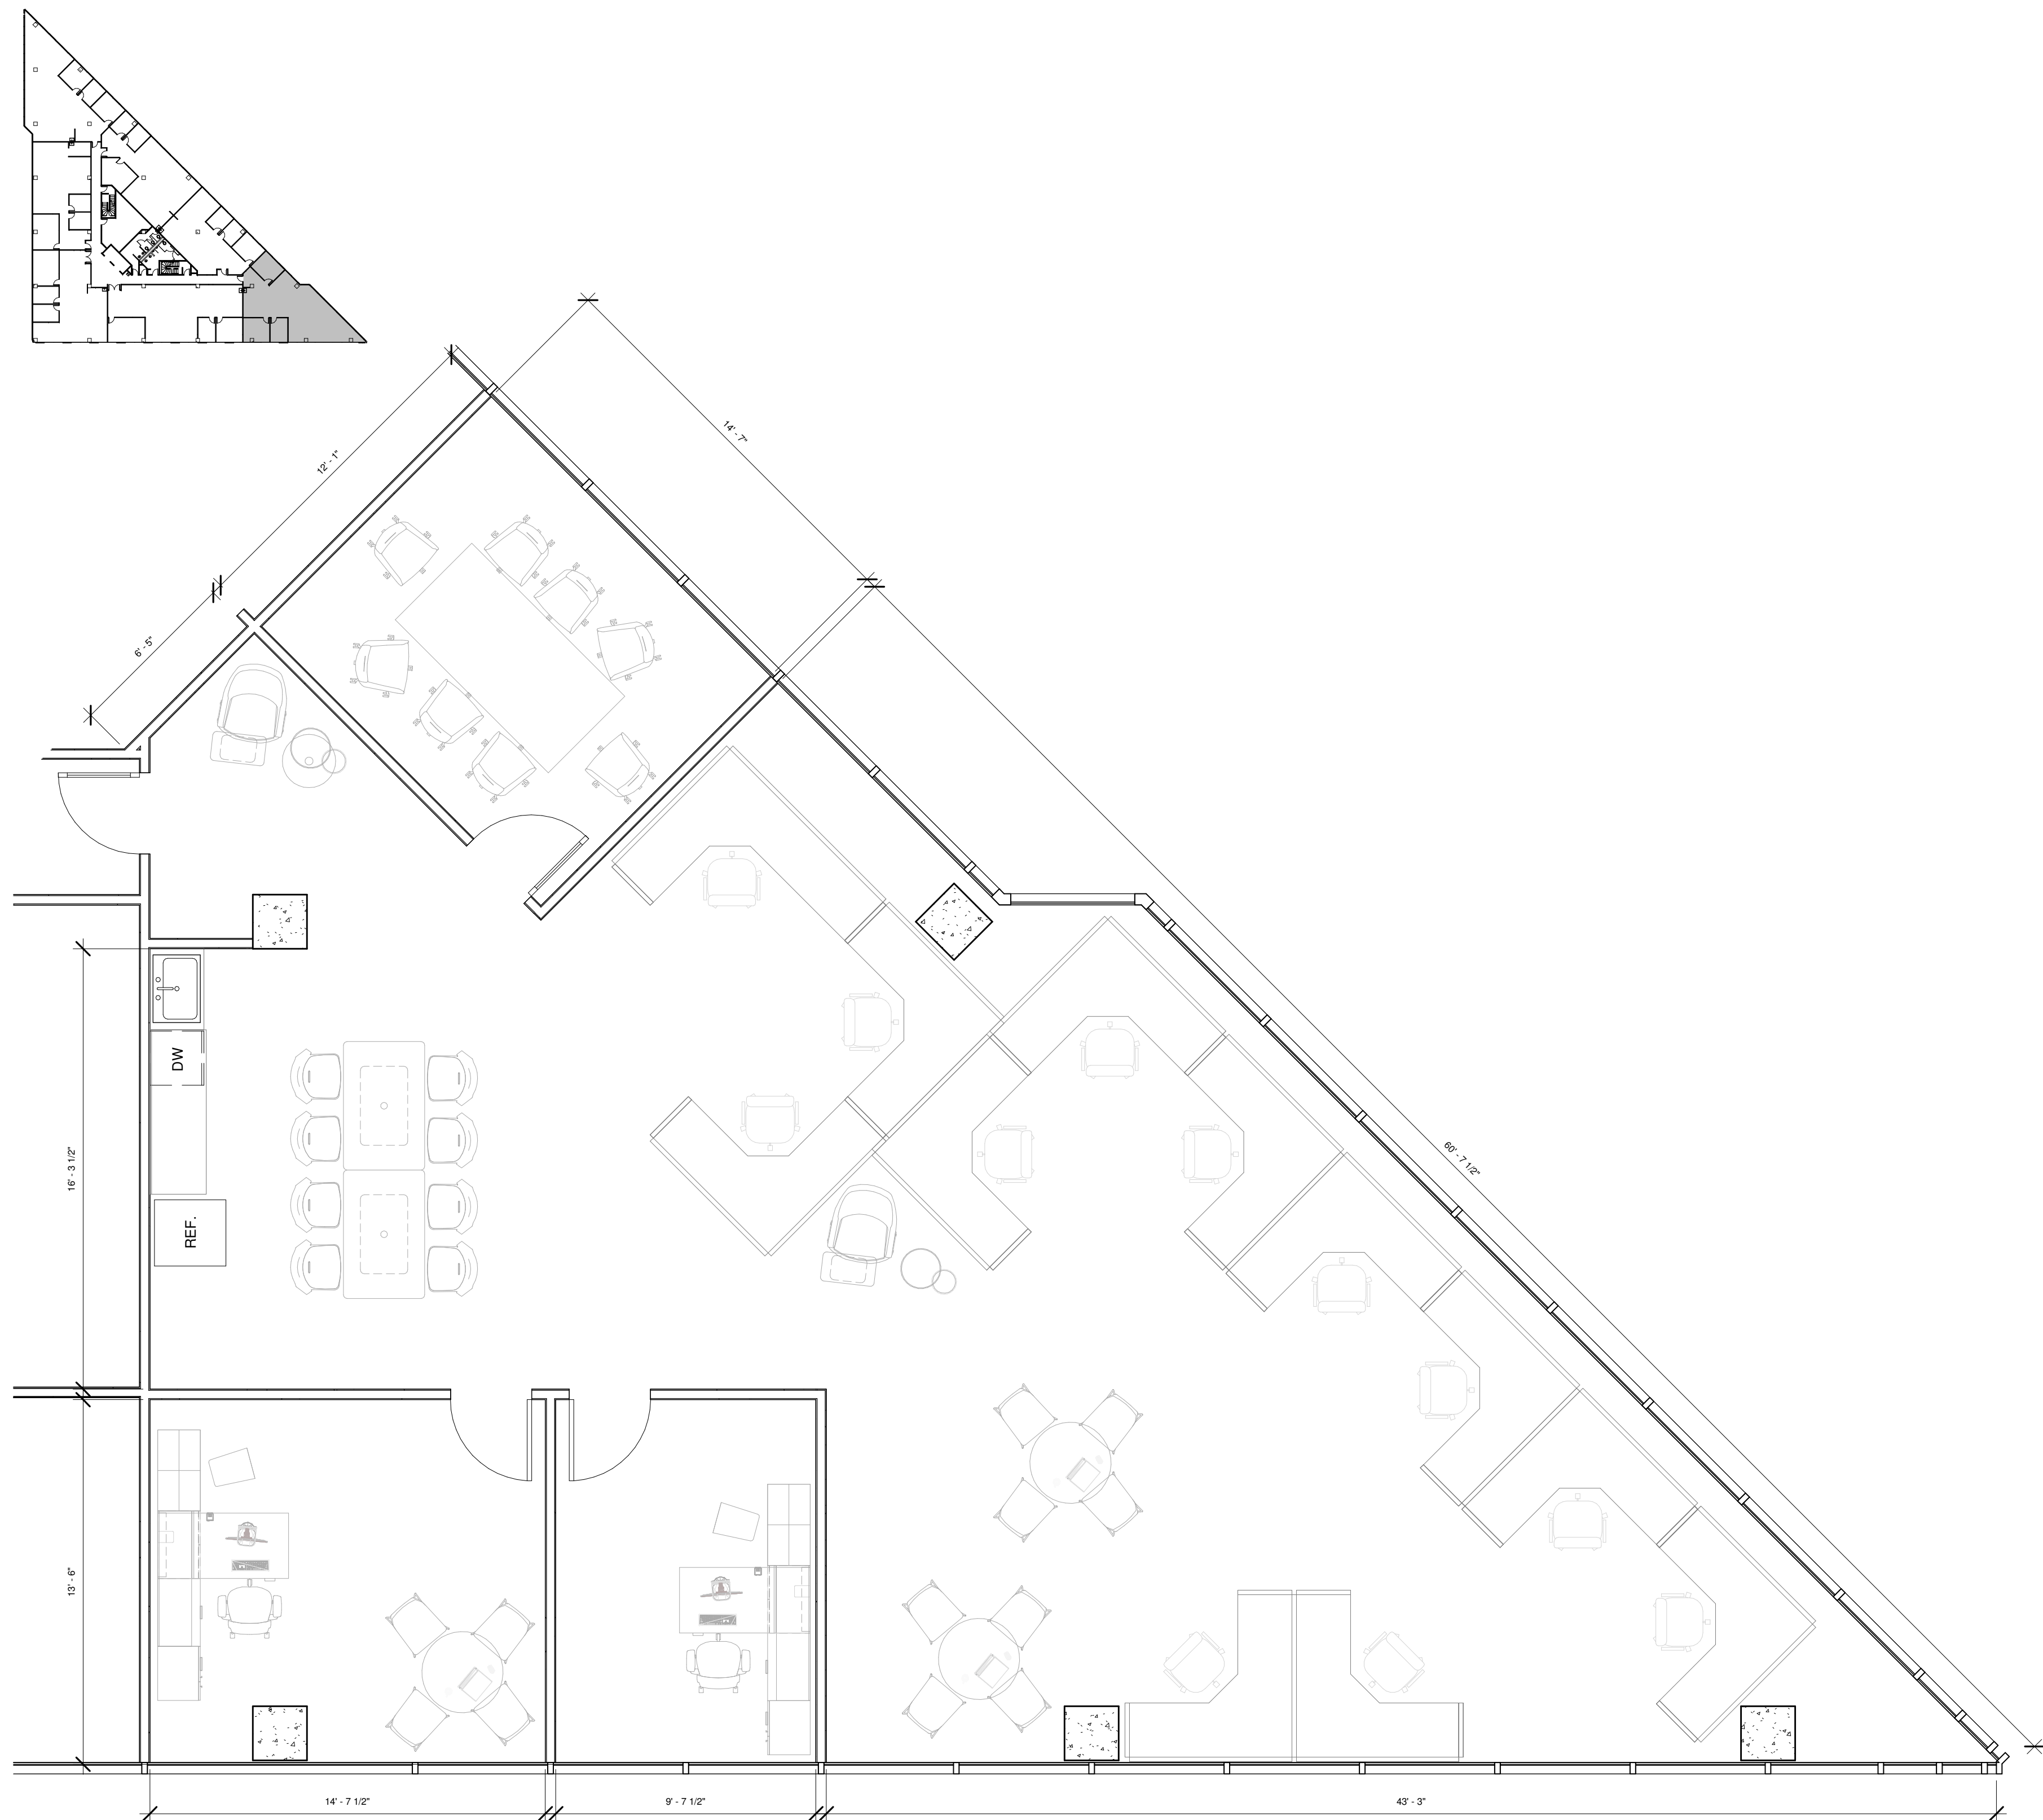 14' - 7"
12' - 1"
6' - 5"
DW
16' - 3 1/2"
60' - 7 1/2"
REF.
13' - 6"
14' - 7 1/2"
9' - 7 1/2"
43' - 3"